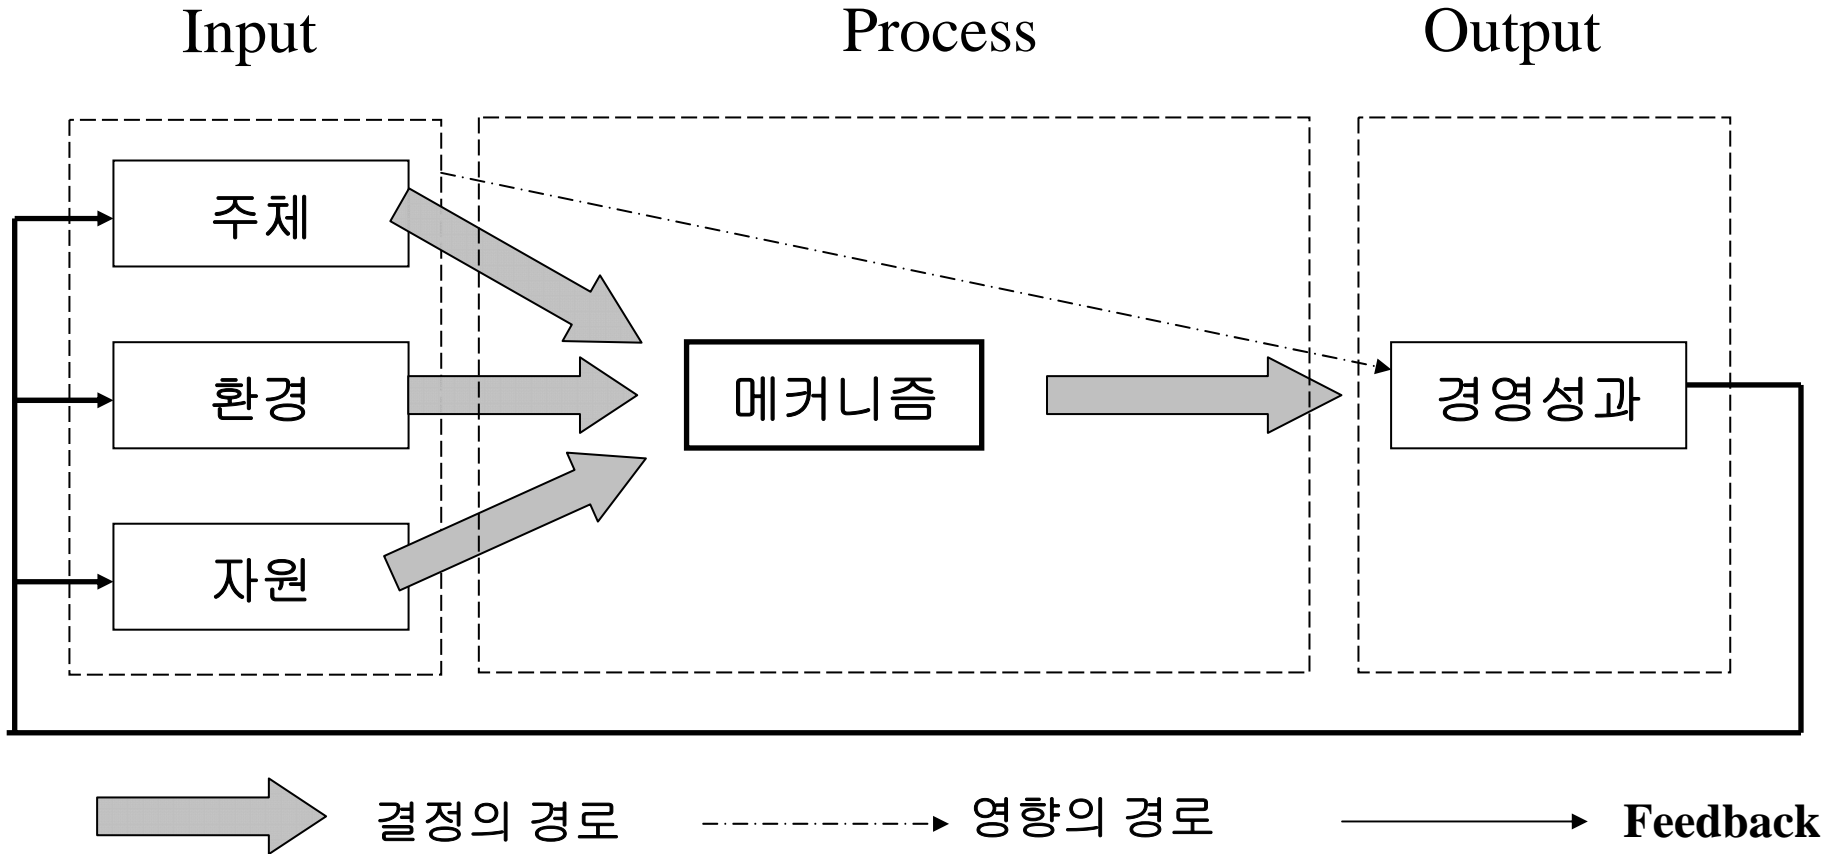 Input Process Output
주체
환경 메커니즘 경영성과
자원
결정의 경로 영향의 경로 Feedback